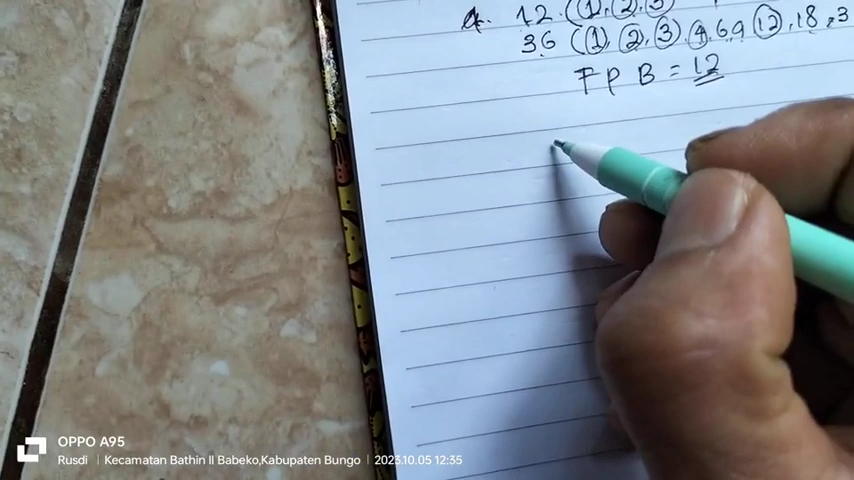 a. 12 (1, 2, 3)
36 (1, 2, 3) 4 6 9 12, 18, 3
FPB = 12
OPPO A95
Rusdi | Kecamatan Bathin II Babeko,Kabupaten Bungo | 2023.10.05 12:35